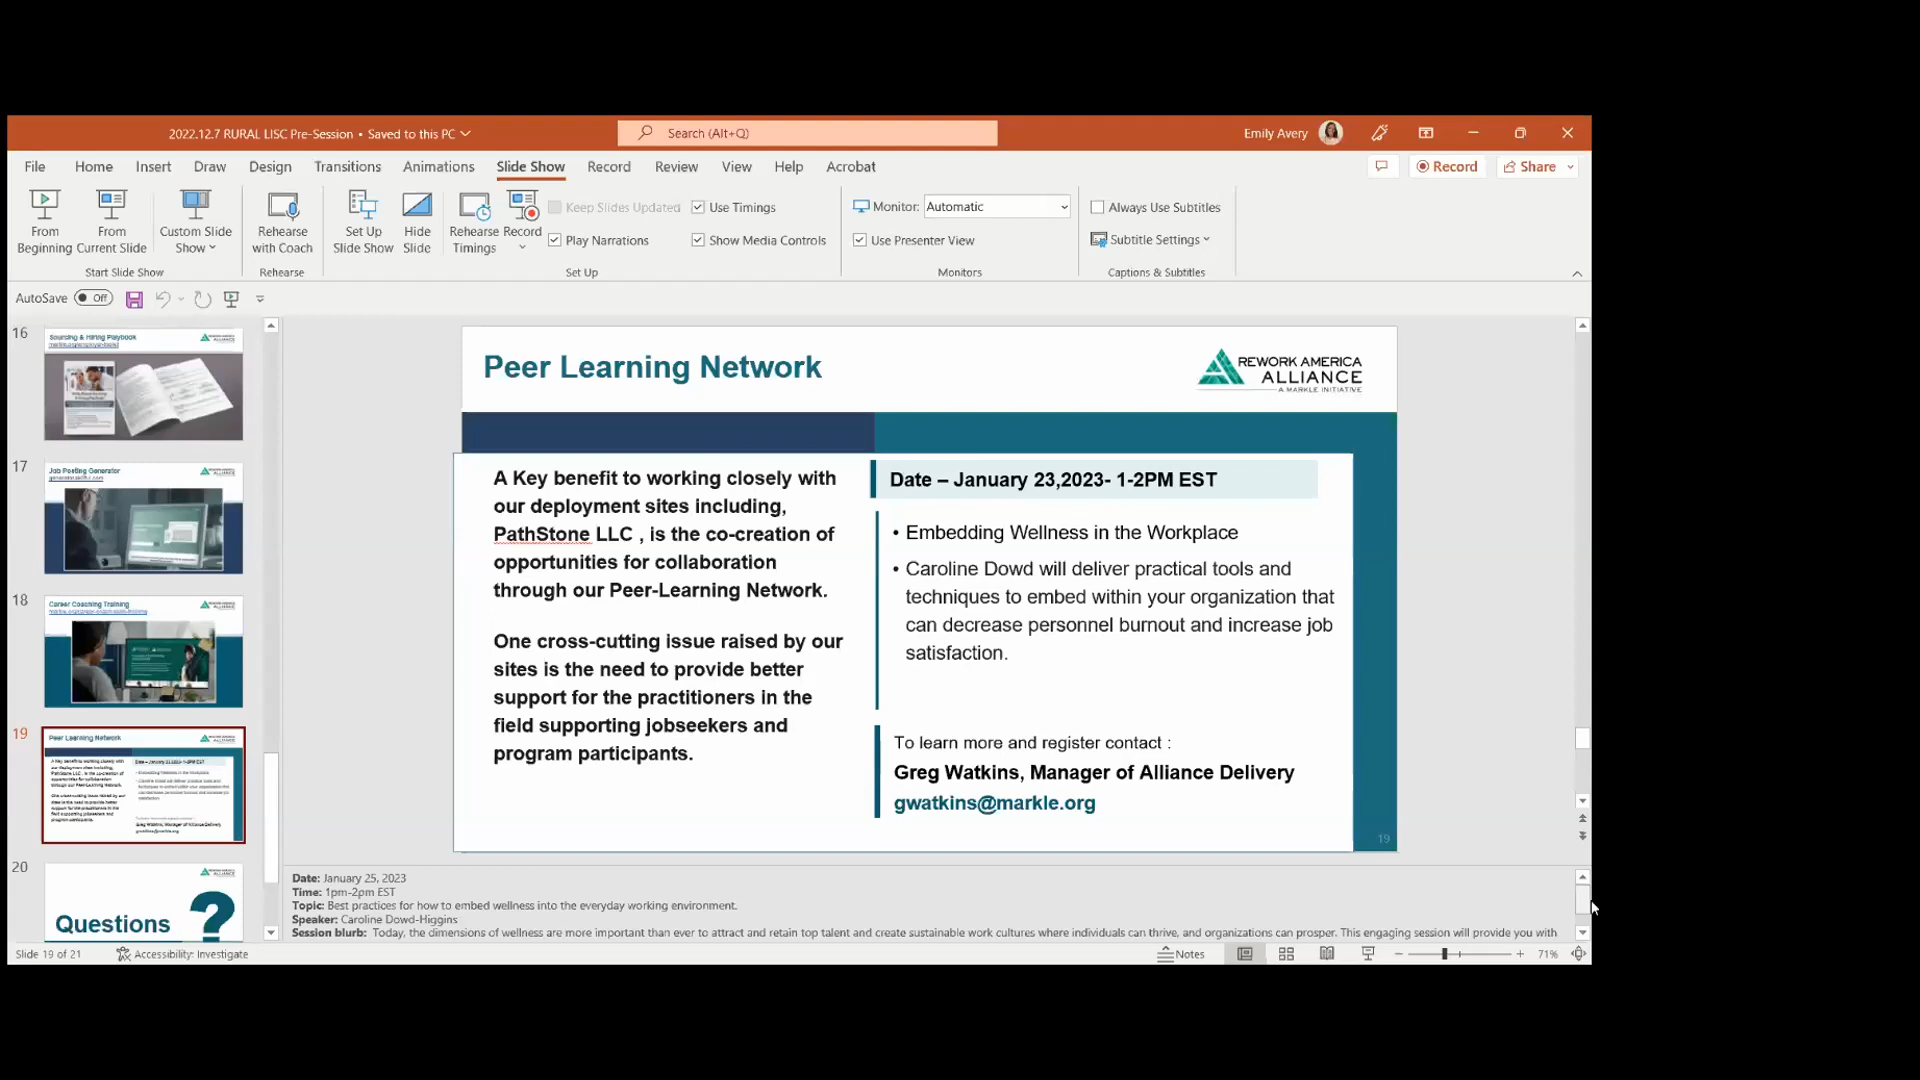 2022.12.7 RURAL LISC Pre-Session • Saved to this PC
Search (Alt+Q)
Emily Avery
File Home Insert Draw Design Transitions Animations Slide Show Record Review View Help Acrobat
Record
Share
From Beginning
From Current Slide
Custom Slide Show
Start Slide Show
Rehearse with Coach
Rehearse
Set Up Slide Show
Hide Slide
Rehearse Timings
Record
Keep Slides Updated
Use Timings
Play Narrations
Show Media Controls
Set Up
Monitor: Automatic
Use Presenter View
Monitors
Always Use Subtitles
Subtitle Settings
Captions & Subtitles
AutoSave Off
16
Sourcing & Hiring Playbook
17
Job Posting Generator
18
Career Coaching Training
19
Peer Learning Network
20
Questions ?
Peer Learning Network
REWORK AMERICA
ALLIANCE
A MARKLE INITIATIVE
A Key benefit to working closely with
our deployment sites including,
PathStone LLC , is the co-creation of
opportunities for collaboration
through our Peer-Learning Network.
One cross-cutting issue raised by our
sites is the need to provide better
support for the practitioners in the
field supporting jobseekers and
program participants.
Date – January 23,2023- 1-2PM EST
• Embedding Wellness in the Workplace
• Caroline Dowd will deliver practical tools and
techniques to embed within your organization that
can decrease personnel burnout and increase job
satisfaction.
To learn more and register contact :
Greg Watkins, Manager of Alliance Delivery
gwatkins@markle.org
19
Date: January 25, 2023
Time: 1pm-2pm EST
Topic: Best practices for how to embed wellness into the everyday working environment.
Speaker: Caroline Dowd-Higgins
Session blurb: Today, the dimensions of wellness are more important than ever to attract and retain top talent and create sustainable work cultures where individuals can thrive, and organizations can prosper. This engaging session will provide you with
Slide 19 of 21
Accessibility: Investigate
Notes
71%